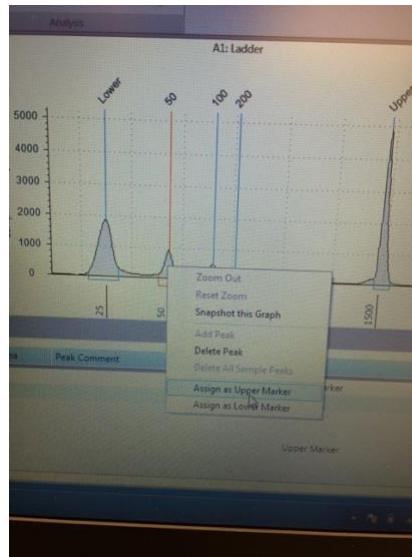 Analysis
A1: Ladder
Lower
50
100
200
Upper
5000
4000
3000
2000
1000
0
25
50
1500
Zoom Out
Reset Zoom
Snapshot this Graph
Add Peak
Delete Peak
Delete All Sample Peaks
Assign as Upper Marker
Assign as Lower Marker
Peak Comment
Upper Marker